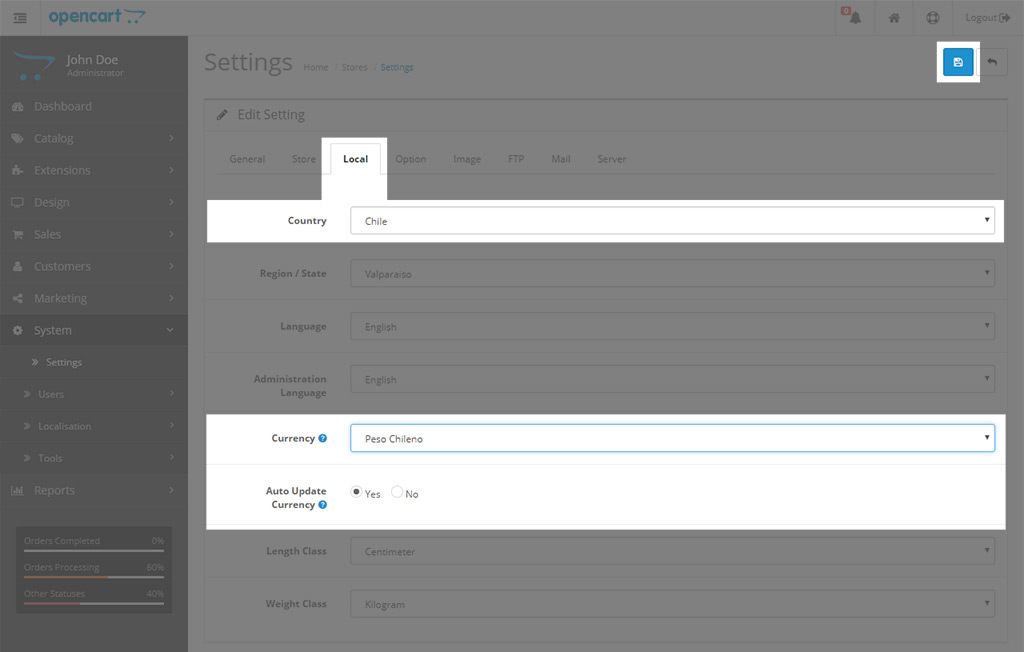 opencart
0
Logout
John Doe
Administrator
Dashboard
Catalog
Extensions
Design
Sales
Customers
Marketing
System
Settings
Users
Localisation
Tools
Reports
Orders Completed 0%
Orders Processing 60%
Other Statuses 40%
Settings
Home / Stores / Settings
Edit Setting
General Store Local Option Image FTP Mail Server
Country Chile
Region / State Valparaiso
Language English
Administration
Language
English
Currency Peso Chileno
Auto Update
Currency
Yes No
Length Class Centimeter
Weight Class Kilogram